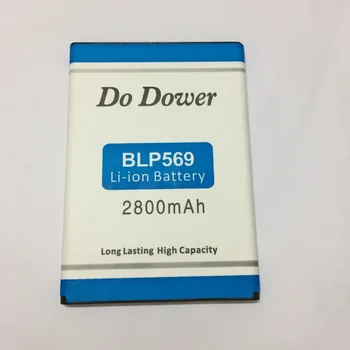 Do Dower
BLP569
Li-ion Battery
2800mAh
Long Lasting High Capacity